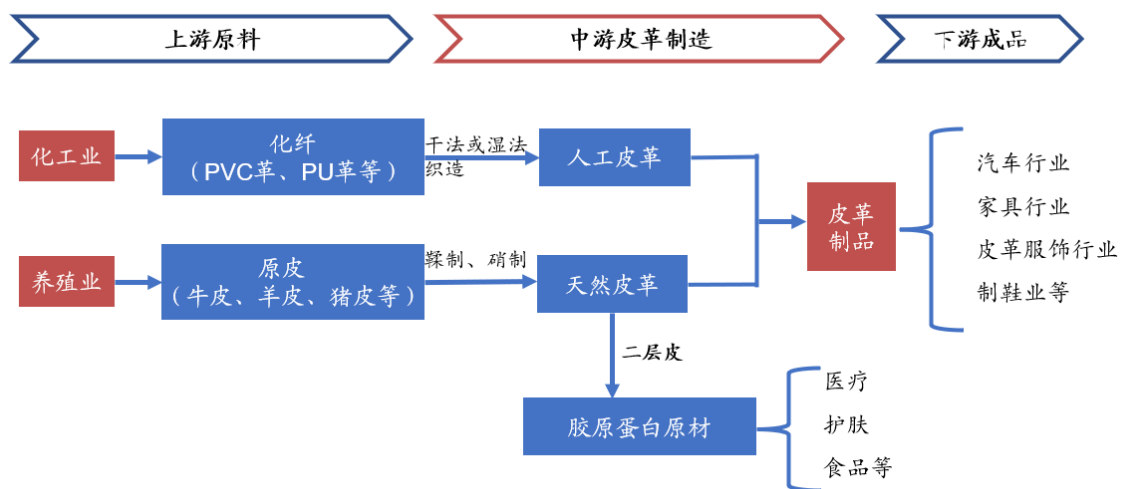 上游原料
中游皮革制造
下游成品
化工业
化纤
（PVC革、PU革等）
干法或湿法
织造
人工皮革
养殖业
原皮
（牛皮、羊皮、猪皮等）
鞣制、硝制
天然皮革
皮革
制品
汽车行业
家具行业
皮革服饰行业
制鞋业等
二层皮
胶原蛋白原材
医疗
护肤
食品等